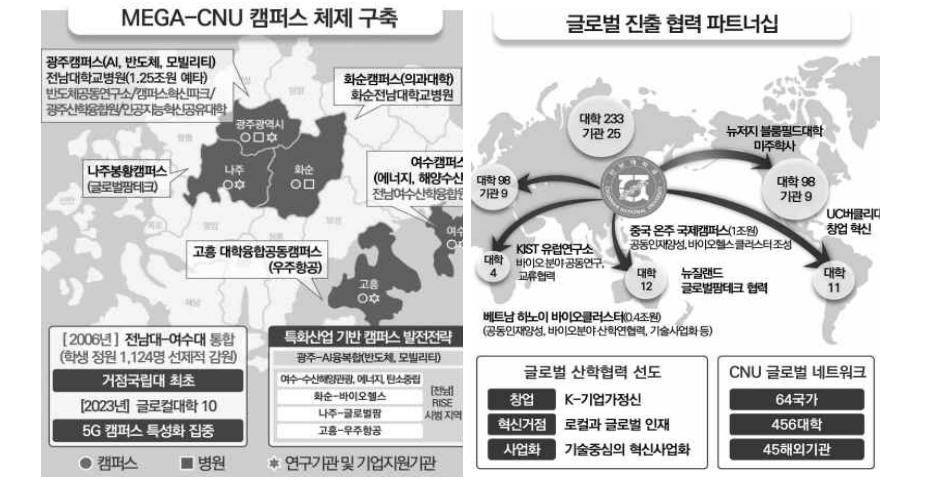 MEGA-CNU 캠퍼스 체제 구축
광주캠퍼스(AI, 반도체, 모빌리티)
전남대학교병원(1.25조원 예타)
반도체공동연구소/캠퍼스혁신파크/
광주산학융합원/인공지능혁신공유대학
화순캠퍼스(의과대학)
화순전남대학교병원
광주광역시
나주봉황캠퍼스
(글로벌팜테크)
나주
화순
여수캠퍼스
(에너지, 해양수산
전남여수산학융합원
여수
고흥 대학융합공동캠퍼스
(우주항공)
고흥
[2006년] 전남대-여수대 통합
(학생 정원 1,124명 선제적 감원)
거점국립대 최초
[2023년] 글로컬대학 10
5G 캠퍼스 특성화 집중
특화산업 기반 캠퍼스 발전전략
광주-AI융복합(반도체, 모빌리티)
여수-수산해양관광, 에너지, 탄소중립
화순-바이오헬스
나주-글로벌팜
고흥-우주항공
[전남]
RISE
시범 지역
캠퍼스
병원
연구기관 및 기업지원기관
글로벌 진출 협력 파트너십
대학 233
기관 25
뉴저지 블룸필드대학
미주학사
대학 98
기관 9
대학 98
기관 9
UC버클리대
창업 혁신
중국 온주 국제캠퍼스(1조원)
공동인재양성, 바이오헬스 클러스터 조성
KIST 유럽연구소
바이오 분야 공동연구,
교류협력
대학
4
대학
12
뉴질랜드
글로벌팜테크 협력
대학
11
베트남 하노이 바이오클러스터(0.4조원)
(공동인재양성, 바이오분야 산학연협력, 기술사업화 등)
글로벌 산학협력 선도
창업 K-기업가정신
혁신거점 로컬과 글로벌 인재
사업화 기술중심의 혁신사업화
CNU 글로벌 네트워크
64국가
456대학
45해외기관